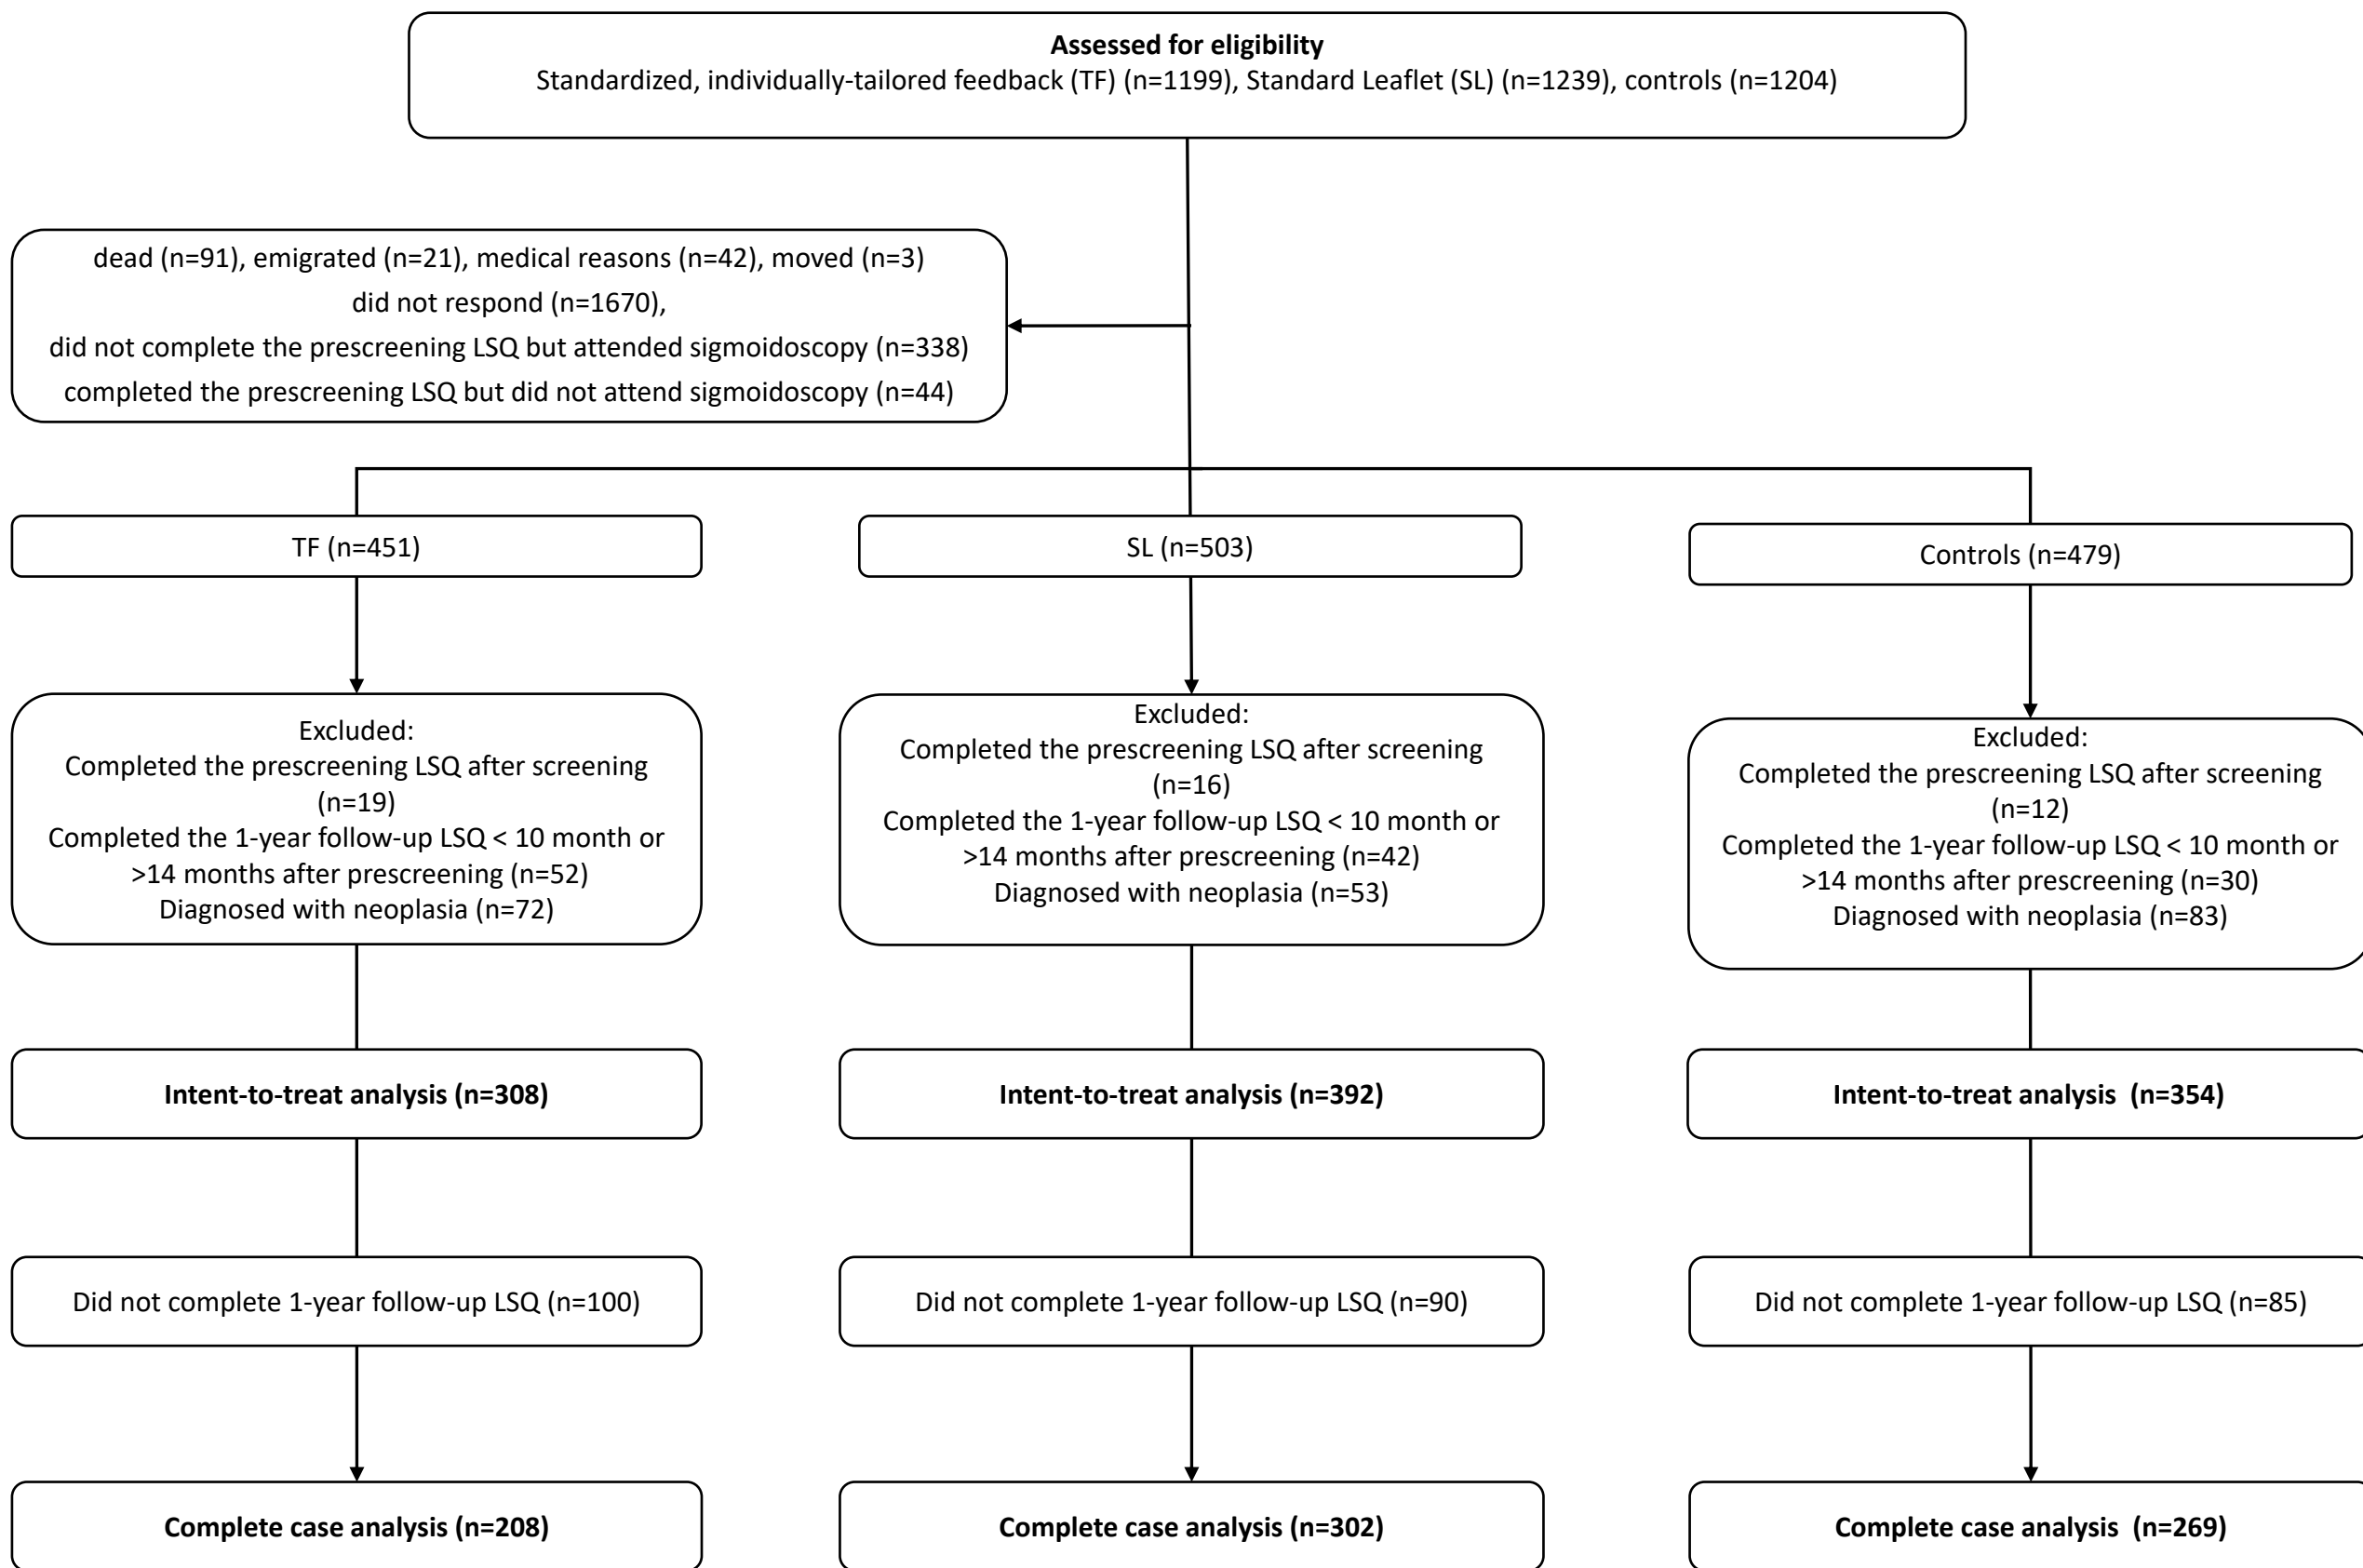 Assessed for eligibility
Standardized, individually-tailored feedback (TF) (n=1199), Standard Leaflet (SL) (n=1239), controls (n=1204)
dead (n=91), emigrated (n=21), medical reasons (n=42), moved (n=3)
did not respond (n=1670),
did not complete the prescreening LSQ but attended sigmoidoscopy (n=338)
completed the prescreening LSQ but did not attend sigmoidoscopy (n=44)
TF (n=451)
SL (n=503)
Controls (n=479)
Excluded:
Completed the prescreening LSQ after screening
(n=19)
Completed the 1-year follow-up LSQ < 10 month or
>14 months after prescreening (n=52)
Diagnosed with neoplasia (n=72)
Excluded:
Completed the prescreening LSQ after screening
(n=16)
Completed the 1-year follow-up LSQ < 10 month or
>14 months after prescreening (n=42)
Diagnosed with neoplasia (n=53)
Excluded:
Completed the prescreening LSQ after screening
(n=12)
Completed the 1-year follow-up LSQ < 10 month or
>14 months after prescreening (n=30)
Diagnosed with neoplasia (n=83)
Intent-to-treat analysis (n=308)
Intent-to-treat analysis (n=392)
Intent-to-treat analysis (n=354)
Did not complete 1-year follow-up LSQ (n=100)
Did not complete 1-year follow-up LSQ (n=90)
Did not complete 1-year follow-up LSQ (n=85)
Complete case analysis (n=208)
Complete case analysis (n=302)
Complete case analysis (n=269)